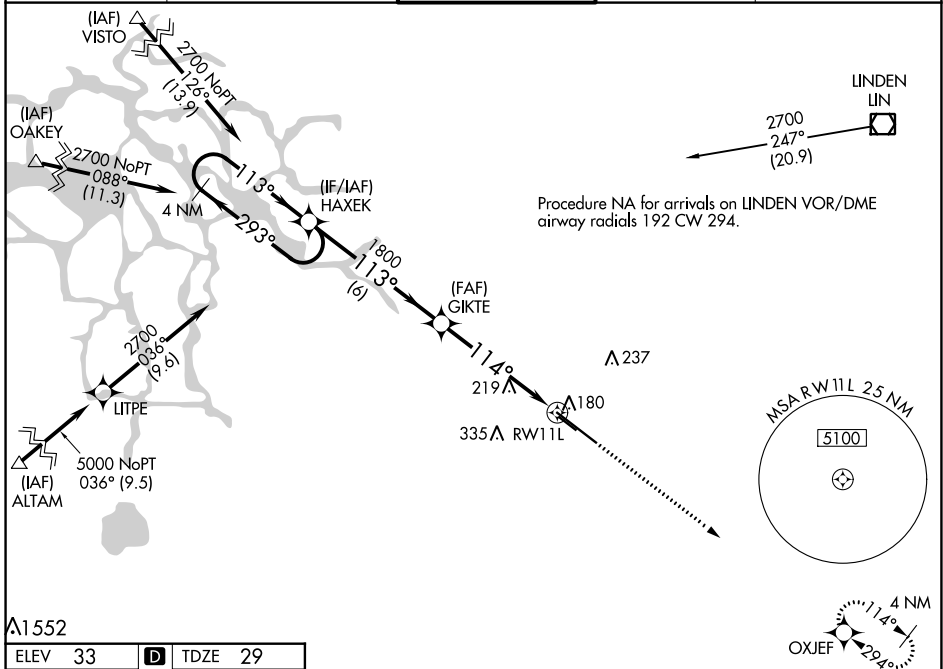 (IAF)
VISTO
2700 NoPT
126°
(13.9)
(IAF)
OAKEY
2700 NoPT
088°
(11.3)
4 NM
113°
293°
(IF/IAF)
HAXEK
1800
113°
(6)
(FAF)
GIKTE
114°
LINDEN
LIN
2700
247°
(20.9)
Procedure NA for arrivals on LINDEN VOR/DME
airway radials 192 CW 294.
2700
036°
(9.6)
LITPE
5000 NoPT
036° (9.5)
(IAF)
ALTAM
237
219
180
335
RW11L
MSA RW11L 25 NM
5100
1552
ELEV 33 D TDZE 29
4 NM
114°
OXJEF
294°